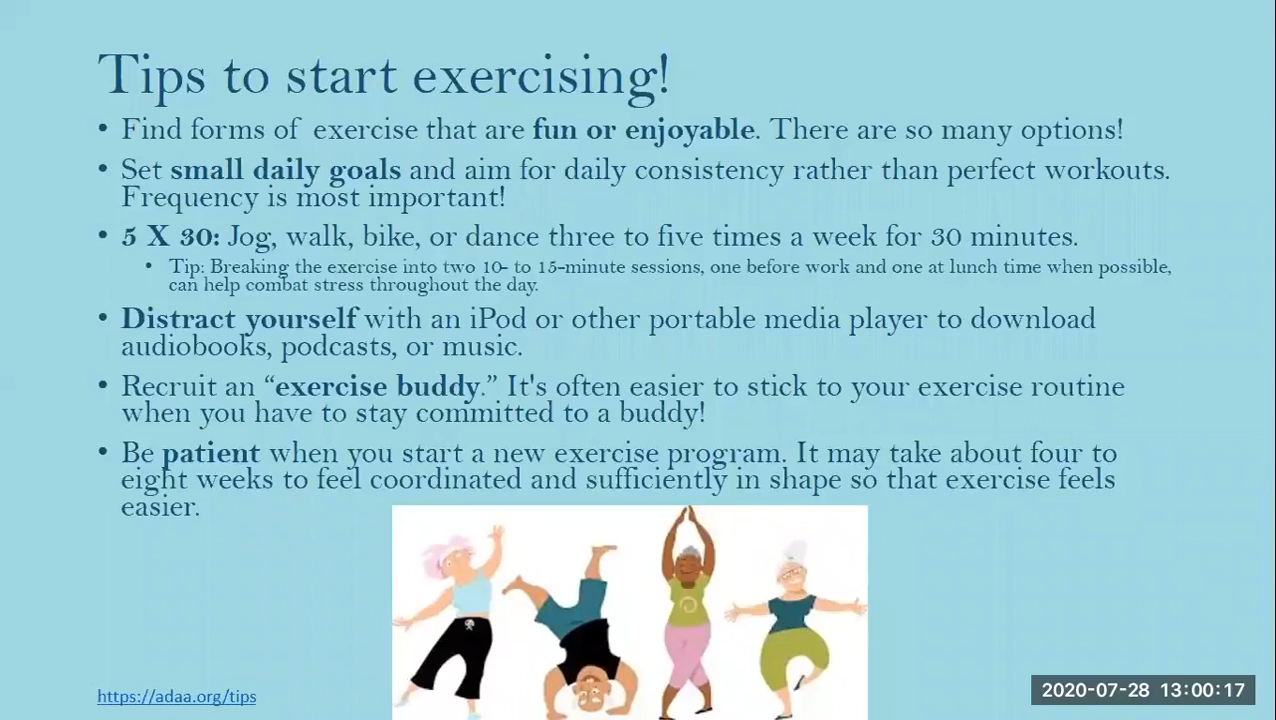 Tips to start exercising!
• Find forms of exercise that are fun or enjoyable. There are so many options!
• Set small daily goals and aim for daily consistency rather than perfect workouts.
Frequency is most important!
• 5 X 30: Jog, walk, bike, or dance three to five times a week for 30 minutes.
• Tip: Breaking the exercise into two 10- to 15-minute sessions, one before work and one at lunch time when possible,
can help combat stress throughout the day.
• Distract yourself with an iPod or other portable media player to download
audiobooks, podcasts, or music.
• Recruit an “exercise buddy.” It's often easier to stick to your exercise routine
when you have to stay committed to a buddy!
• Be patient when you start a new exercise program. It may take about four to
eight weeks to feel coordinated and sufficiently in shape so that exercise feels
easier.
https://adaa.org/tips
2020-07-28 13:00:17